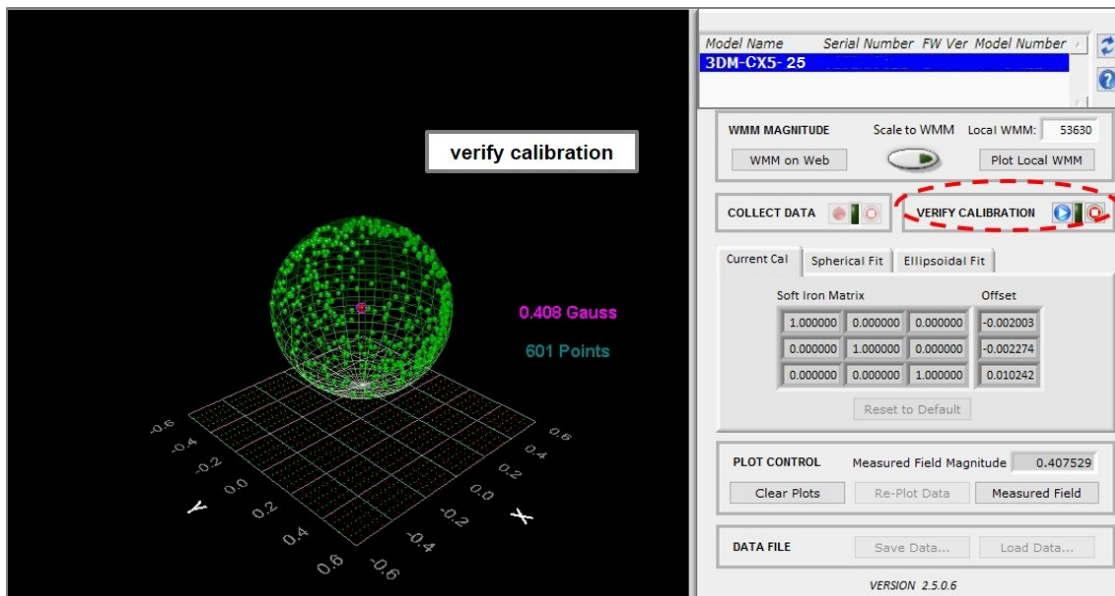 verify calibration
0.408 Gauss
601 Points
-0.6
-0.4
-0.2
0.0
0.2
0.4
0.6
Y
-0.6
-0.4
-0.2
0.0
0.2
0.4
0.6
X
Model Name Serial Number FW Ver Model Number
3DM-CX5- 25
WMM MAGNITUDE Scale to WMM Local WMM: 53630
WMM on Web Plot Local WMM
COLLECT DATA VERIFY CALIBRATION
Current Cal Spherical Fit Ellipsoidal Fit
Soft Iron Matrix Offset
1.000000 0.000000 0.000000 -0.002003
0.000000 1.000000 0.000000 -0.002274
0.000000 0.000000 1.000000 0.010242
Reset to Default
PLOT CONTROL Measured Field Magnitude 0.407529
Clear Plots Re-Plot Data Measured Field
DATA FILE Save Data... Load Data...
VERSION 2.5.0.6